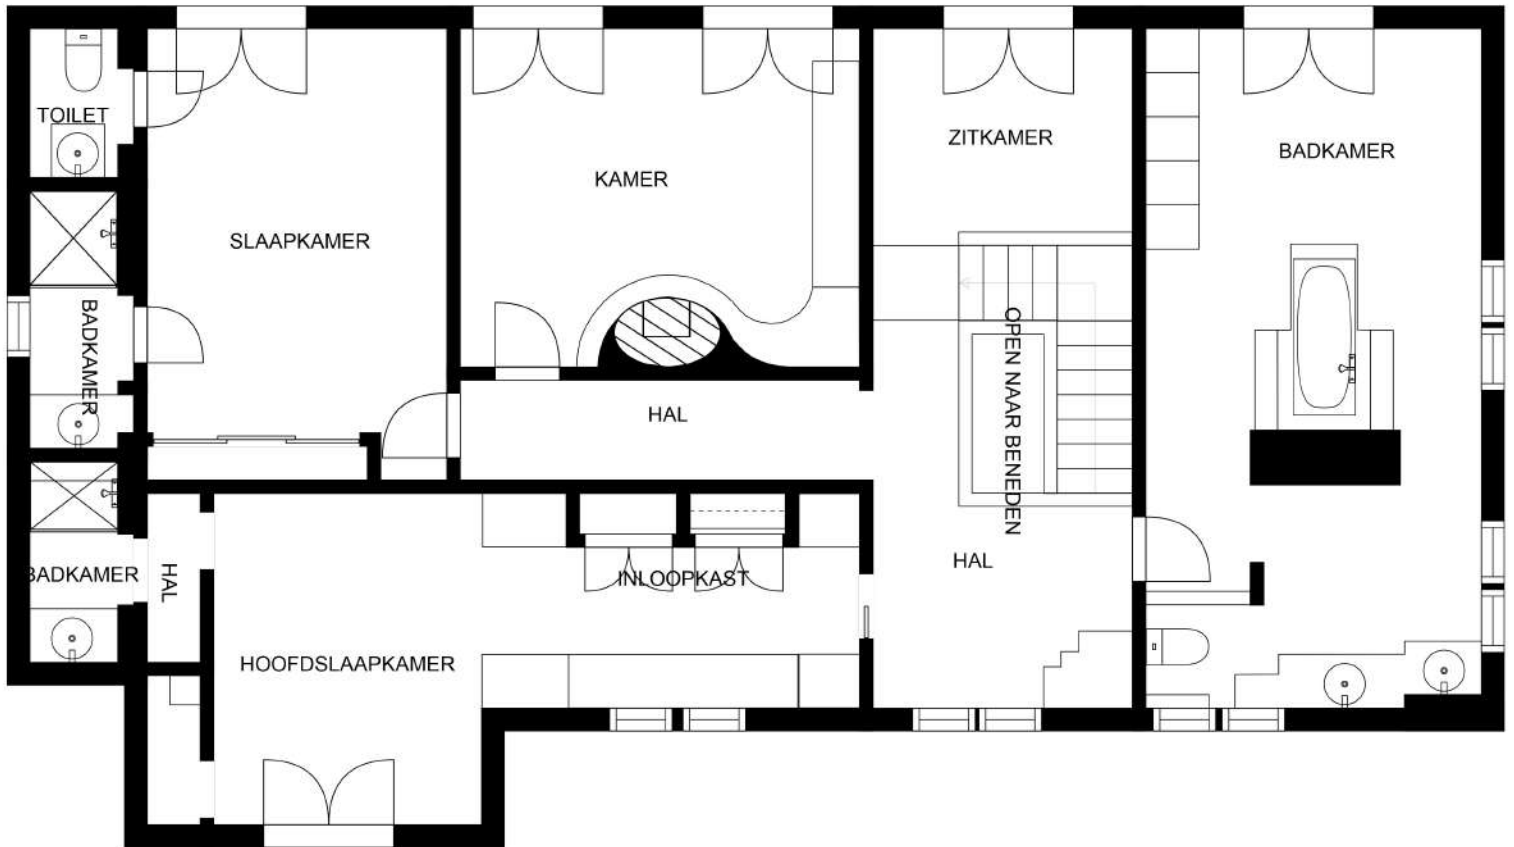 TOILET
ZITKAMER
BADKAMER
KAMER
SLAAPKAMER
BADKAMER
OPEN NAAR BENEDEN
HAL
HAL
BADKAMER
HAL
INLOOPKAST
HOOFDSLAAPKAMER